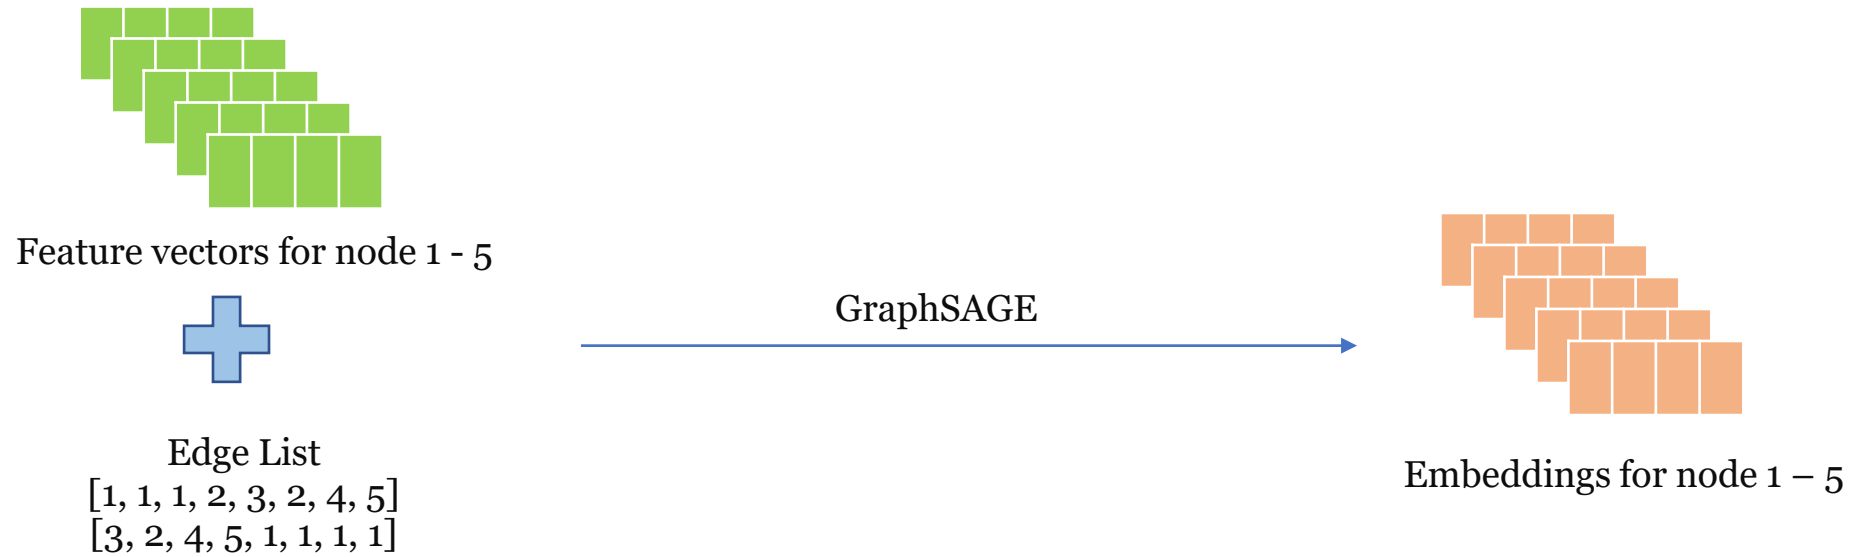 Feature vectors for node 1 - 5
GraphSAGE
Edge List
[1, 1, 1, 2, 3, 2, 4, 5]
[3, 2, 4, 5, 1, 1, 1, 1]
Embeddings for node 1 – 5